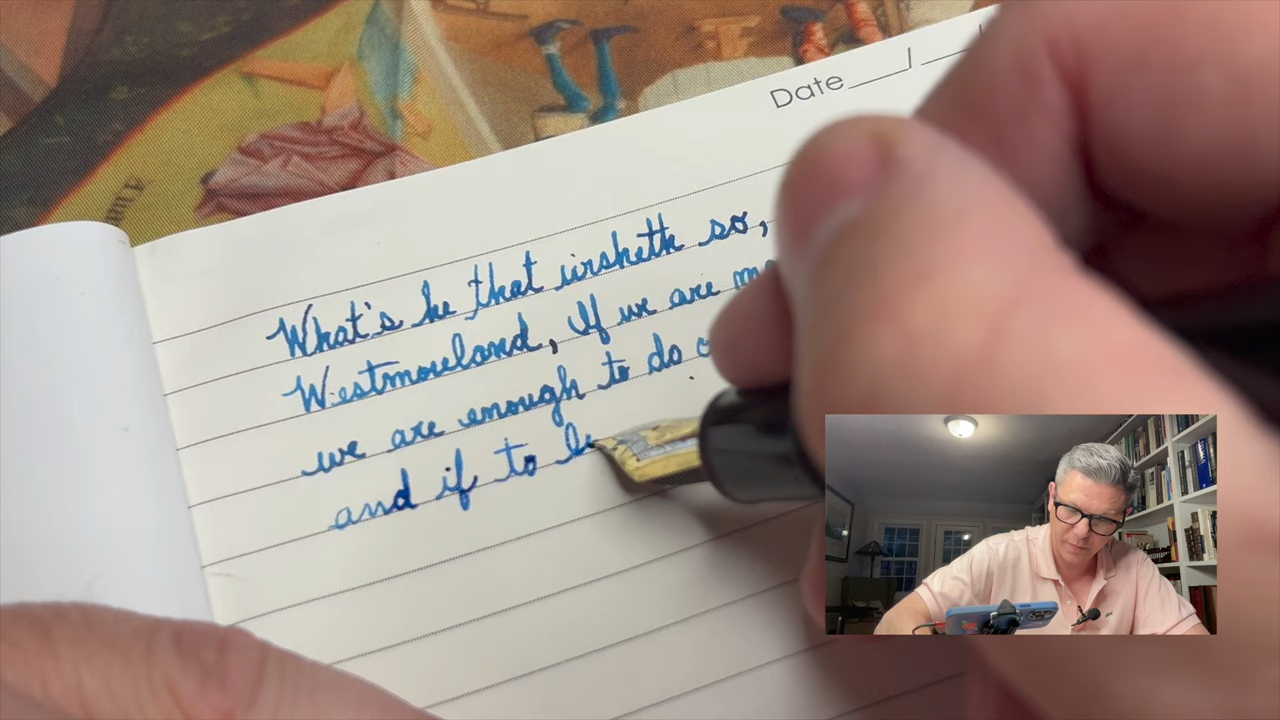 Date
What's he that wisheth so,
Westmoreland, If we are
we are enough to do
and if to